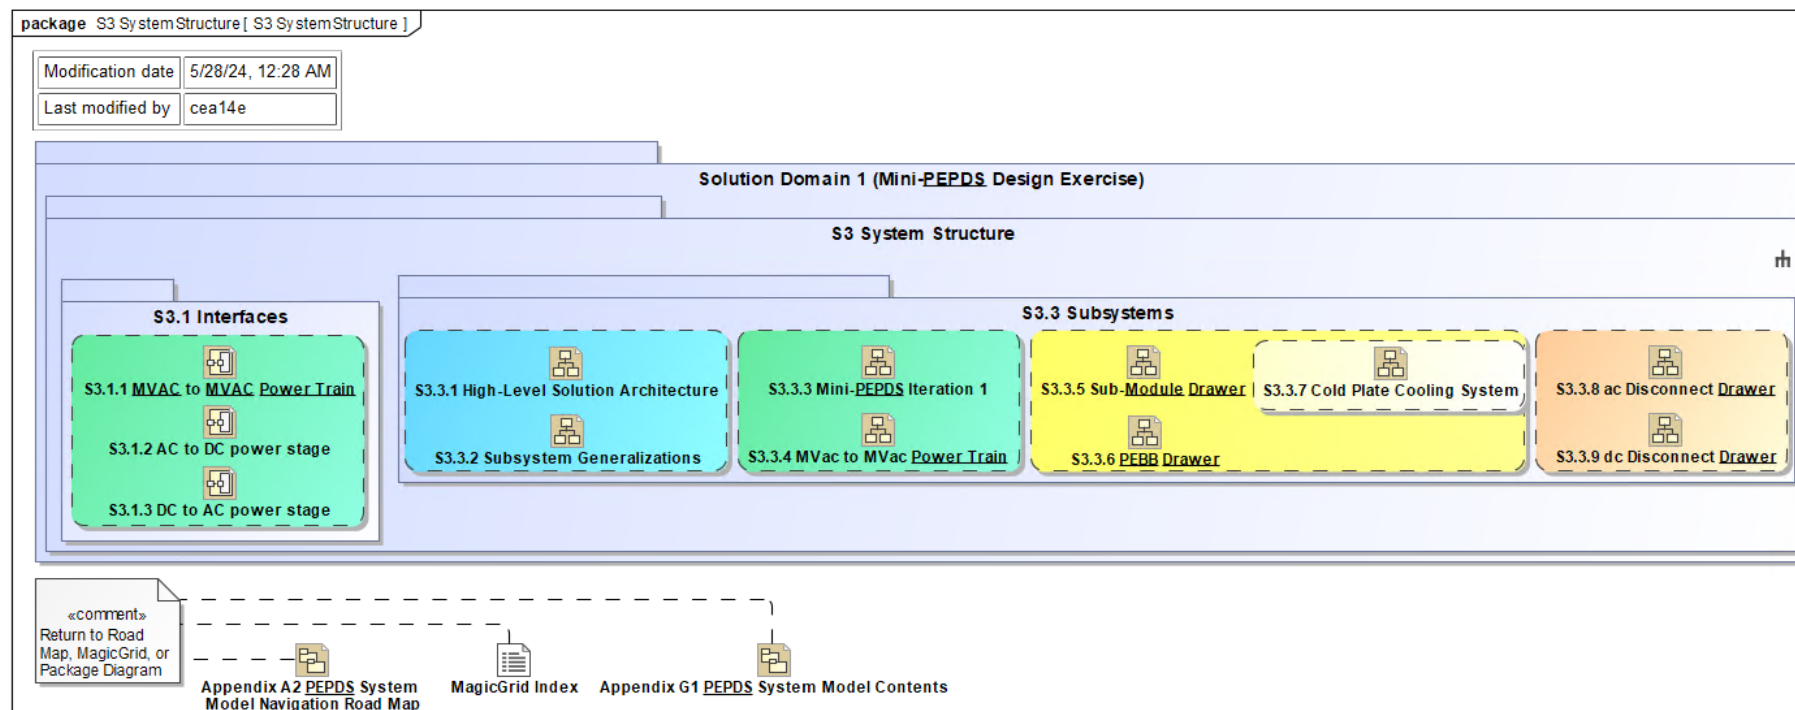 package S3 SystemStructure [ S3 SystemStructure ]
Modification date 5/28/24, 12:28 AM
Last modified by cea14e
Solution Domain 1 (Mini-PEPDS Design Exercise)
S3 System Structure
S3.1 Interfaces
S3.1.1 MVAC to MVAC Power Train
S3.1.2 AC to DC power stage
S3.1.3 DC to AC power stage
S3.3 Subsystems
S3.3.1 High-Level Solution Architecture
S3.3.2 Subsystem Generalizations
S3.3.3 Mini-PEPDS Iteration 1
S3.3.4 MVac to MVac Power Train
S3.3.5 Sub-Module Drawer
S3.3.6 PEBB Drawer
S3.3.7 Cold Plate Cooling System
S3.3.8 ac Disconnect Drawer
S3.3.9 dc Disconnect Drawer
«comment»
Return to Road
Map, MagicGrid, or
Package Diagram
Appendix A2 PEPDS System
Model Navigation Road Map
MagicGrid Index
Appendix G1 PEPDS System Model Contents